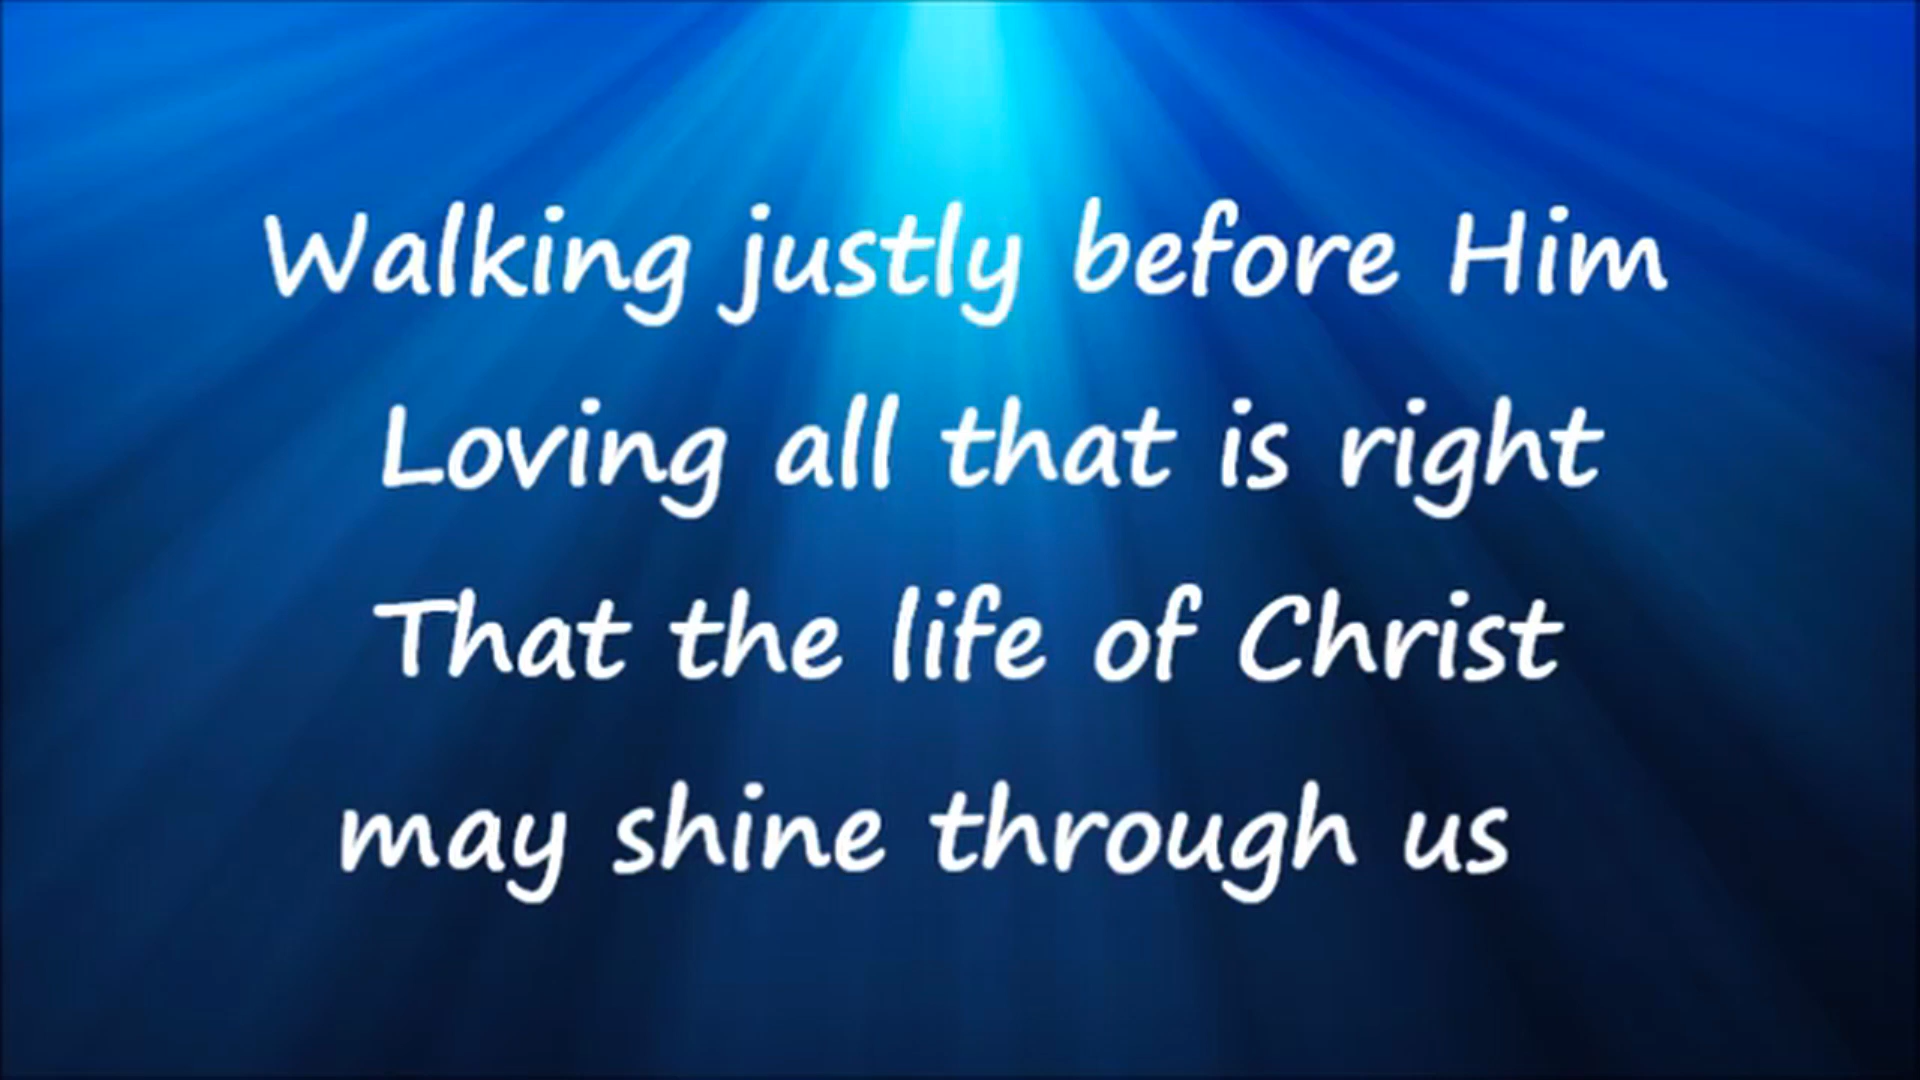 Walking justly before Him
Loving all that is right
That the life of Christ
may shine through us